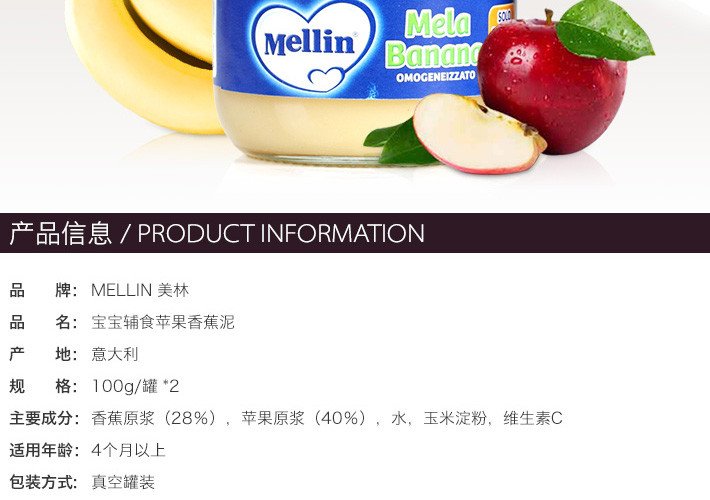 Mela
Mellin
Banana
OMOGENEIZZATO
产品信息 / PRODUCT INFORMATION
品 牌： MELLIN 美林
品 名： 宝宝辅食苹果香蕉泥
产 地： 意大利
规 格： 100g/罐 *2
主要成分： 香蕉原浆（28%），苹果原浆（40%），水，玉米淀粉，维生素C
适用年龄： 4个月以上
包装方式： 真空罐装